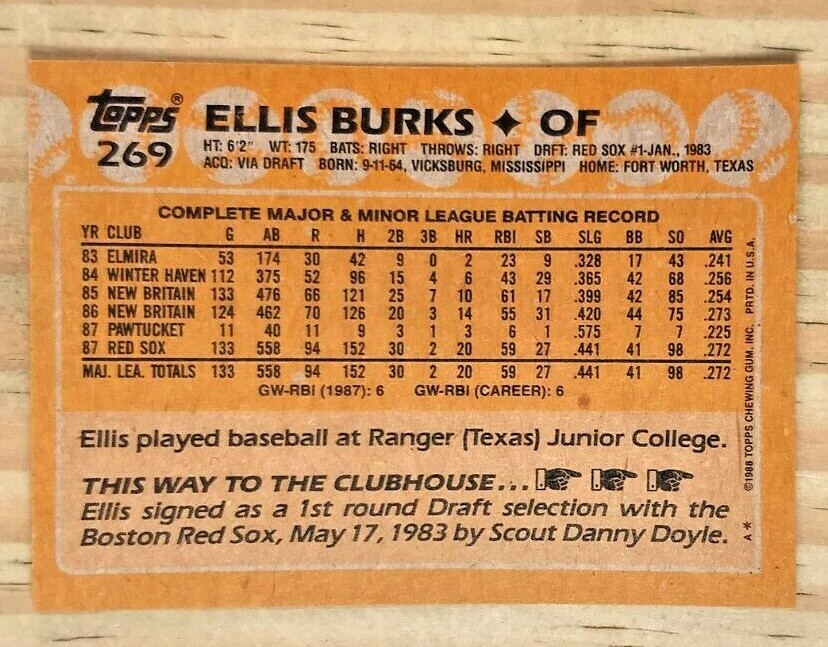 Topps® ELLIS BURKS ✦ OF
269 HT: 6'2" WT: 175 BATS: RIGHT THROWS: RIGHT DRFT: RED SOX #1-JAN., 1983
ACQ: VIA DRAFT BORN: 9-11-64, VICKSBURG, MISSISSIPPI HOME: FORT WORTH, TEXAS
COMPLETE MAJOR & MINOR LEAGUE BATTING RECORD
YR CLUB G AB R H 2B 3B HR RBI SB SLG BB SO AVG
83 ELMIRA 53 174 30 42 9 0 2 23 9 .328 17 43 .241
84 WINTER HAVEN 112 375 52 96 15 4 6 43 29 .365 42 68 .256
85 NEW BRITAIN 133 476 66 121 25 7 10 61 17 .399 42 85 .254
86 NEW BRITAIN 124 462 70 126 20 3 14 55 31 .420 44 75 .273
87 PAWTUCKET 11 40 11 9 3 1 3 6 1 .575 7 7 .225
87 RED SOX 133 558 94 152 30 2 20 59 27 .441 41 98 .272
MAJ. LEA. TOTALS 133 558 94 152 30 2 20 59 27 .441 41 98 .272
GW-RBI (1987): 6 GW-RBI (CAREER): 6
Ellis played baseball at Ranger (Texas) Junior College.
THIS WAY TO THE CLUBHOUSE...
Ellis signed as a 1st round Draft selection with the
Boston Red Sox, May 17, 1983 by Scout Danny Doyle.
A* ©1988 TOPPS CHEWING GUM, INC. PRTD. IN U.S.A.